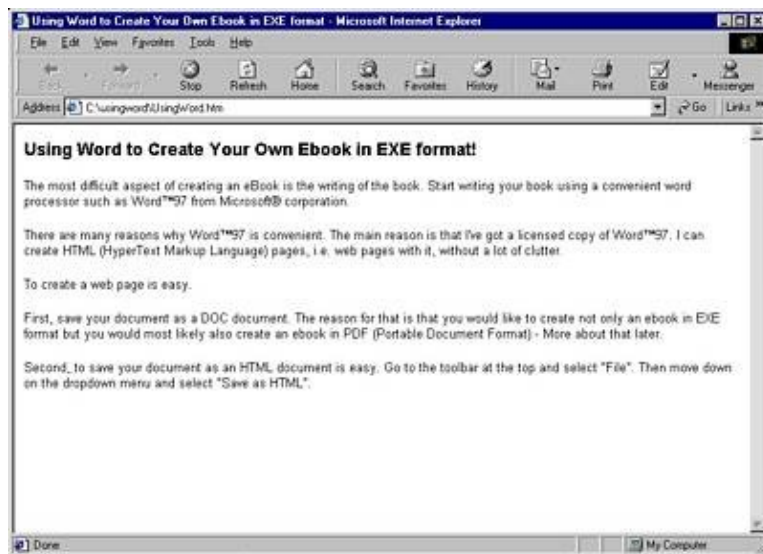 Using Word to Create Your Own Ebook in EXE format - Microsoft Internet Explorer
File Edit View Favorites Tools Help
Back Forward Stop Refresh Home Search Favorites History Mail Print Edit Messenger
Address C:\usingword\UsingWord.htm Go Links »
Using Word to Create Your Own Ebook in EXE format!
The most difficult aspect of creating an eBook is the writing of the book. Start writing your book using a convenient word
processor such as Word™97 from Microsoft® corporation.
There are many reasons why Word™97 is convenient. The main reason is that I've got a licensed copy of Word™97. I can
create HTML (HyperText Markup Language) pages, i.e. web pages with it, without a lot of clutter.
To create a web page is easy.
First, save your document as a DOC document. The reason for that is that you would like to create not only an ebook in EXE
format but you would most likely also create an ebook in PDF (Portable Document Format) - More about that later.
Second, to save your document as an HTML document is easy. Go to the toolbar at the top and select "File". Then move down
on the dropdown menu and select "Save as HTML".
Done My Computer